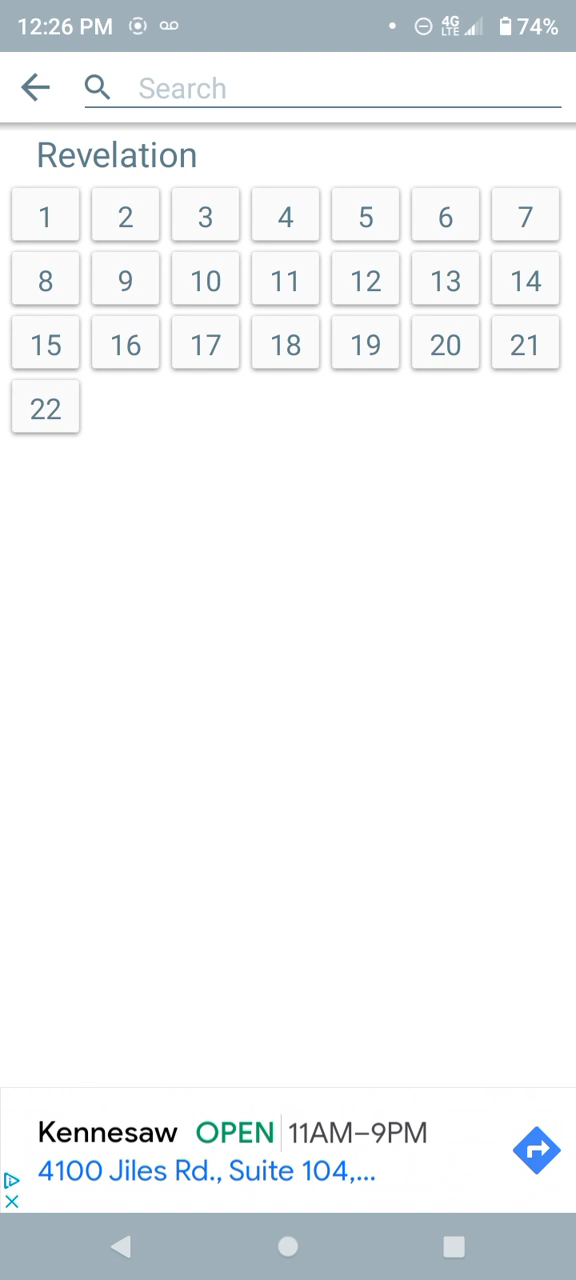 12:26 PM 4G LTE 74%
Search
Revelation
1 2 3 4 5 6 7
8 9 10 11 12 13 14
15 16 17 18 19 20 21
22
Kennesaw OPEN 11AM–9PM
4100 Jiles Rd., Suite 104,...